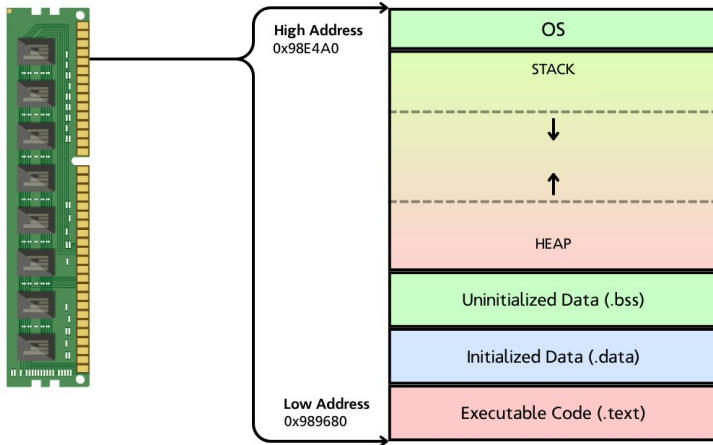 High Address
0x98E4A0
OS
STACK
HEAP
Uninitialized Data (.bss)
Initialized Data (.data)
Low Address
0x989680
Executable Code (.text)